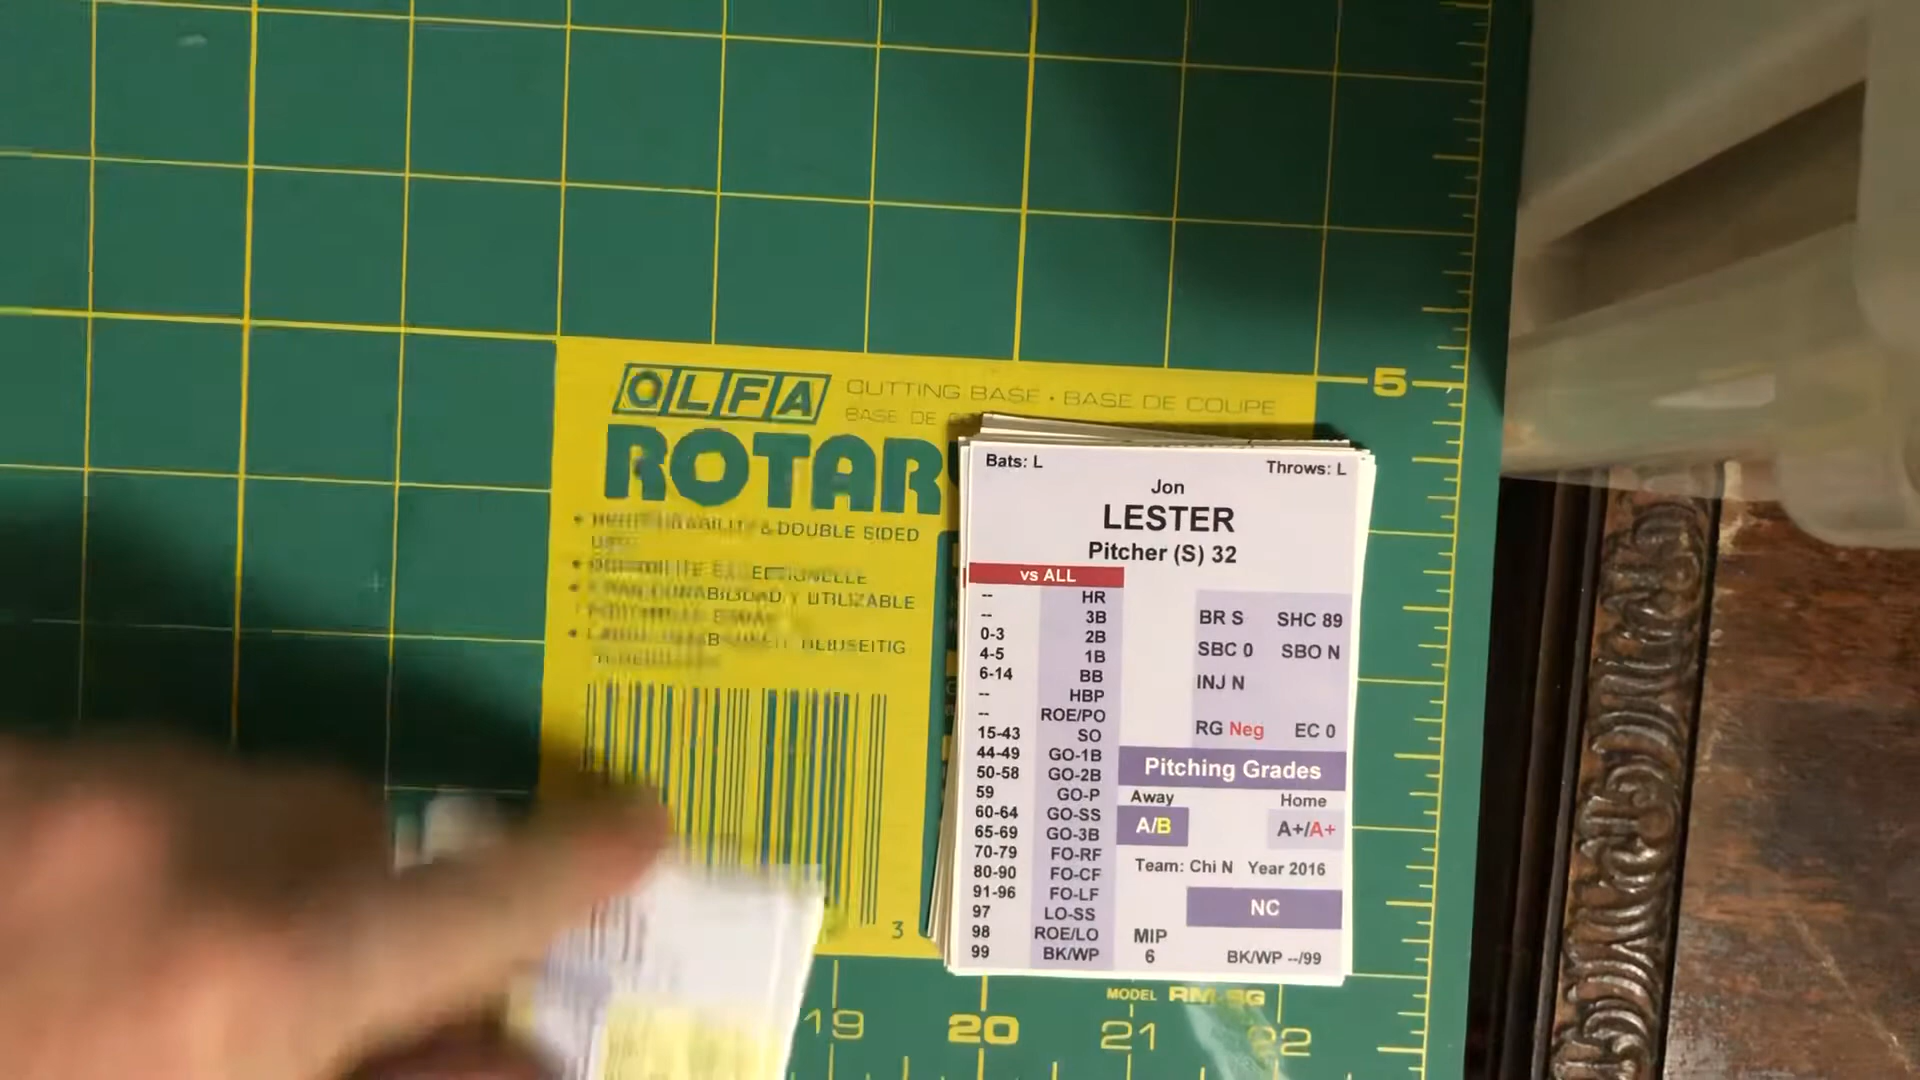 5
OLFA CUTTING BASE • BASE DE COUPE
BASE DE
ROTAR
& DOUBLE SIDED
UTILIZABLE
3
Bats: L Throws: L
Jon
LESTER
Pitcher (S) 32
vs ALL
-- HR
-- 3B
0-3 2B
4-5 1B
6-14 BB
-- HBP
-- ROE/PO
15-43 SO
44-49 GO-1B
50-58 GO-2B
59 GO-P
60-64 GO-SS
65-69 GO-3B
70-79 FO-RF
80-90 FO-CF
91-96 FO-LF
97 LO-SS
98 ROE/LO
99 BK/WP
BR S SHC 89
SBC 0 SBO N
INJ N
RG Neg EC 0
Pitching Grades
Away Home
A/B A+/A+
Team: Chi N Year 2016
NC
MIP
6 BK/WP --/99
MODEL
19 20 21 22